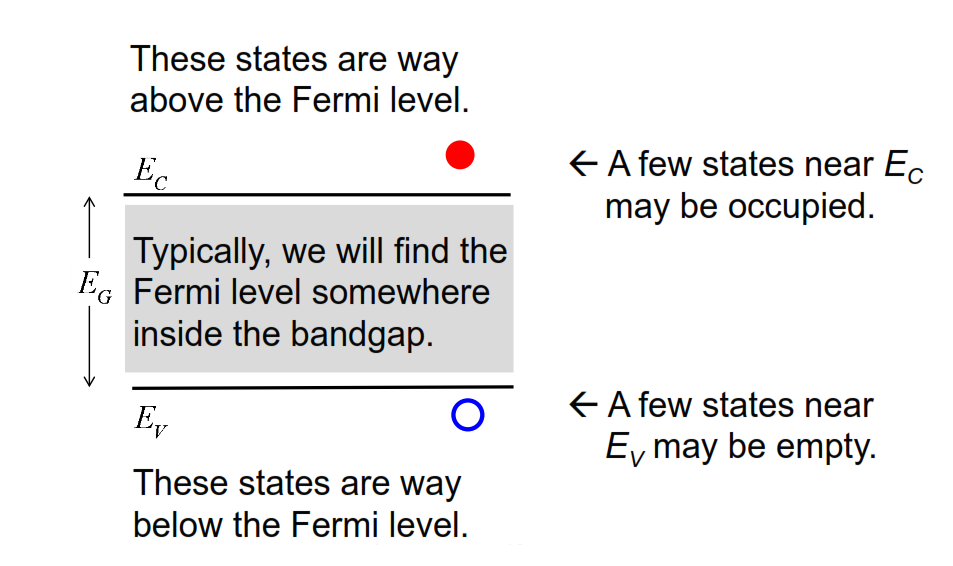 These states are way
above the Fermi level.
E_C
← A few states near E_C
may be occupied.
Typically, we will find the
Fermi level somewhere
inside the bandgap.
E_G
E_V
← A few states near
E_V may be empty.
These states are way
below the Fermi level.